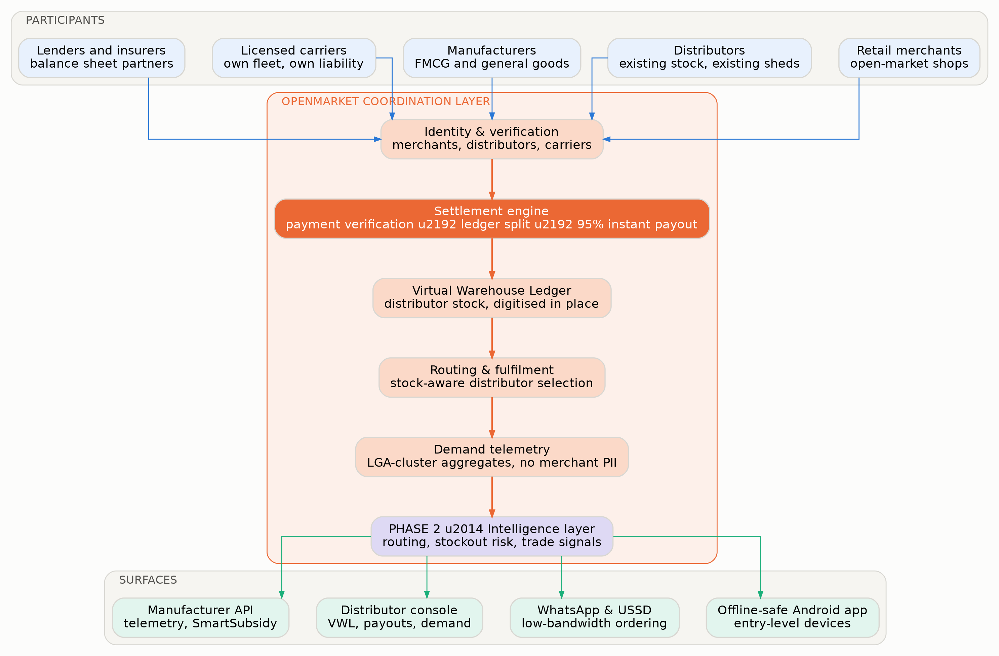 PARTICIPANTS
Lenders and insurers
balance sheet partners
Licensed carriers
own fleet, own liability
Manufacturers
FMCG and general goods
Distributors
existing stock, existing sheds
Retail merchants
open-market shops
OPENMARKET COORDINATION LAYER
Identity & verification
merchants, distributors, carriers
Settlement engine
payment verification u2192 ledger split u2192 95% instant payout
Virtual Warehouse Ledger
distributor stock, digitised in place
Routing & fulfilment
stock-aware distributor selection
Demand telemetry
LGA-cluster aggregates, no merchant PII
PHASE 2 u2014 Intelligence layer
routing, stockout risk, trade signals
SURFACES
Manufacturer API
telemetry, SmartSubsidy
Distributor console
VWL, payouts, demand
WhatsApp & USSD
low-bandwidth ordering
Offline-safe Android app
entry-level devices